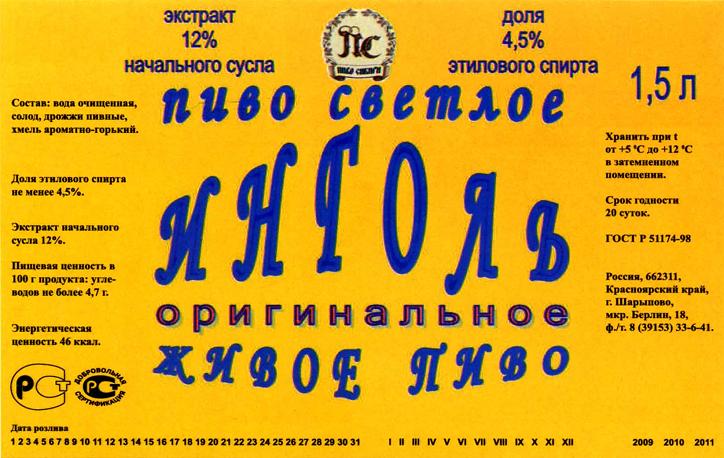 экстракт
12%
начального сусла
ПС
ПИВО СИБИРИ
доля
4,5%
этилового спирта
1,5 л
пиво светлое
ИНГОЛЬ
оригинальное
живое пиво
Состав: вода очищенная,
солод, дрожжи пивные,
хмель ароматно-горький.
Доля этилового спирта
не менее 4,5%.
Экстракт начального
сусла 12%.
Пищевая ценность в
100 г продукта: угле-
водов не более 4,7 г.
Энергетическая
ценность 46 ккал.
РСТ
ДОБРОВОЛЬНАЯ
РСТ
СЕРТИФИКАЦИЯ
Хранить при t
от +5 °С до +12 °С
в затемненном
помещении.
Срок годности
20 суток.
ГОСТ Р 51174-98
Россия, 662311,
Красноярский край,
г. Шарыпово,
мкр. Берлин, 18,
ф./т. 8 (39153) 33-6-41.
Дата розлива
1 2 3 4 5 6 7 8 9 10 11 12 13 14 15 16 17 18 19 20 21 22 23 24 25 26 27 28 29 30 31 I II III IV V VI VII VIII IX X XI XII 2009 2010 2011